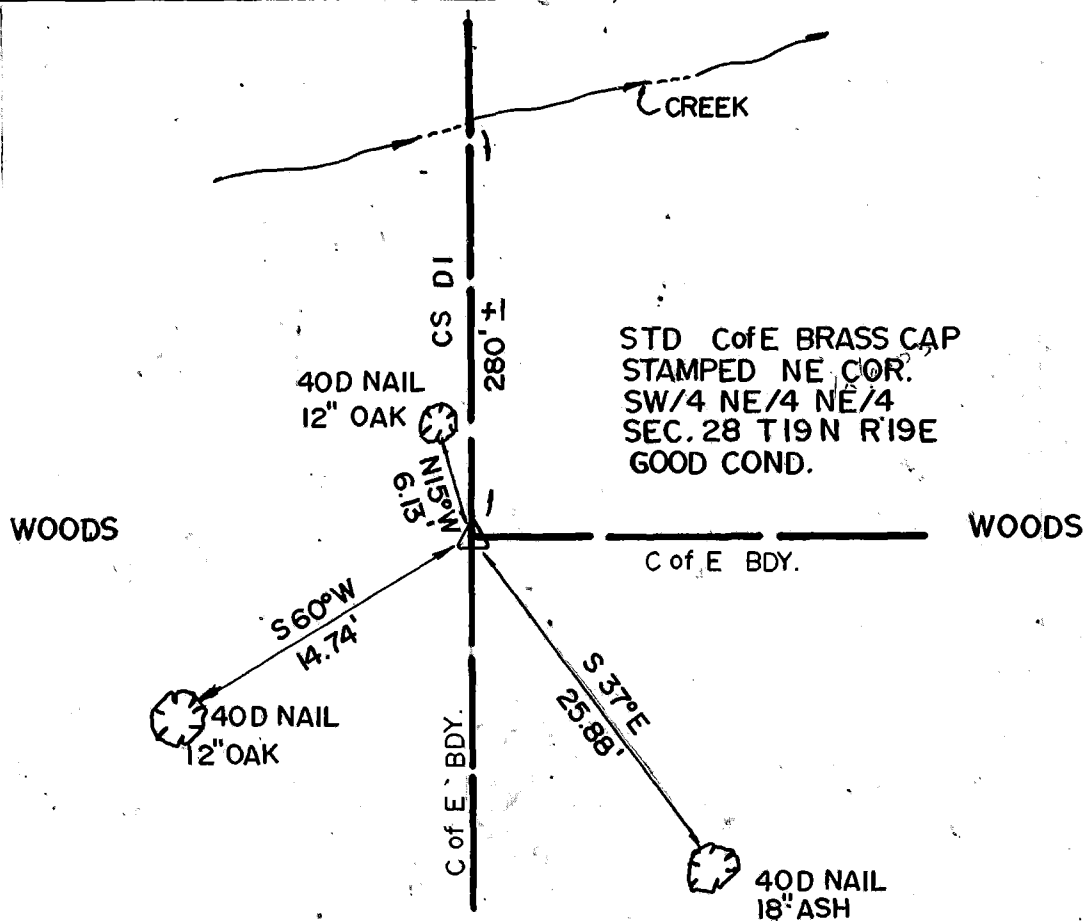 CREEK
CS DI
280' ±
STD C of E BRASS CAP
STAMPED NE COR.
SW/4 NE/4 NE/4
SEC. 28 T19N R19E
GOOD COND.
40D NAIL
12" OAK
N15°W
6.13'
WOODS
WOODS
C of E BDY.
S60°W
14.74'
S 37°E
25.88'
40D NAIL
12" OAK
C of E BDY.
40D NAIL
18" ASH